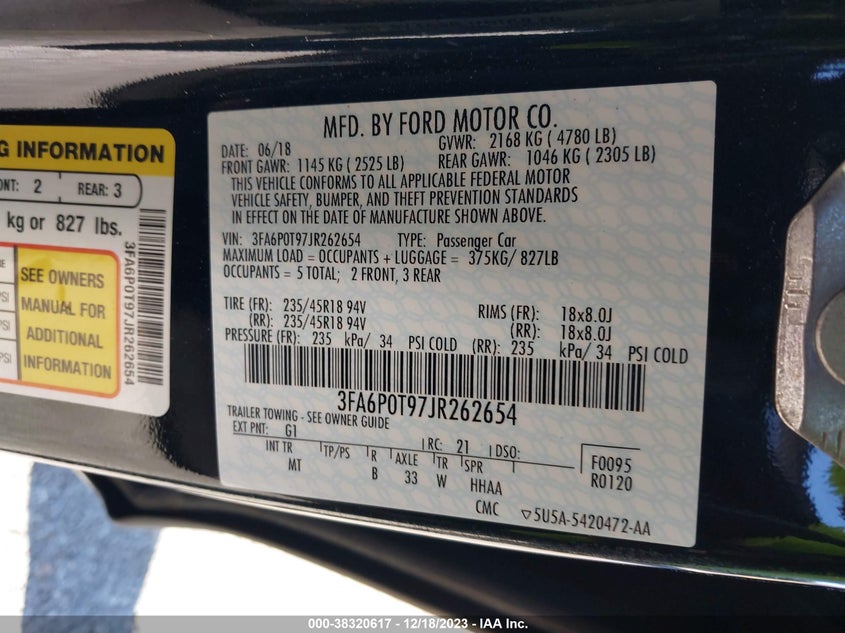 MFD. BY FORD MOTOR CO.
DATE: 06/18 GVWR: 2168 KG ( 4780 LB)
FRONT GAWR: 1145 KG ( 2525 LB) REAR GAWR: 1046 KG ( 2305 LB)
THIS VEHICLE CONFORMS TO ALL APPLICABLE FEDERAL MOTOR
VEHICLE SAFETY, BUMPER, AND THEFT PREVENTION STANDARDS
IN EFFECT ON THE DATE OF MANUFACTURE SHOWN ABOVE.
VIN: 3FA6P0T97JR262654 TYPE: Passenger Car
MAXIMUM LOAD = OCCUPANTS + LUGGAGE = 375KG/ 827LB
OCCUPANTS = 5 TOTAL; 2 FRONT, 3 REAR
TIRE (FR): 235/45R18 94V RIMS (FR): 18x8.0J
(RR): 235/45R18 94V (RR): 18x8.0J
PRESSURE (FR): 235 kPa/ 34 PSI COLD (RR): 235 kPa/ 34 PSI COLD
3FA6P0T97JR262654
TRAILER TOWING - SEE OWNER GUIDE
EXT PNT: G1 RC: 21 DSO:
INT TR TP/PS R AXLE TR SPR
MT B 33 W HHAA
F0095
R0120
CMC ▽5U5A-5420472-AA
G INFORMATION
NT: 2 REAR: 3
kg or 827 lbs.
SEE OWNERS
MANUAL FOR
ADDITIONAL
INFORMATION
PSI
PSI
PSI
3FA6P0T97JR262654
000-38320617 - 12/18/2023 - IAA Inc.